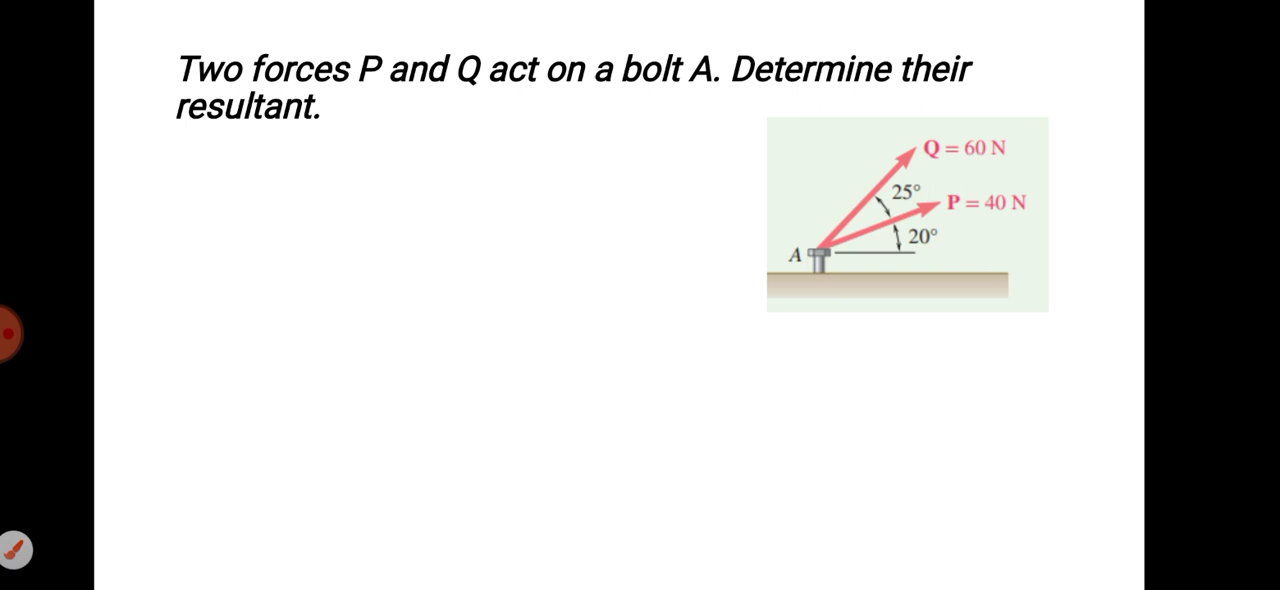 Two forces P and Q act on a bolt A. Determine their
resultant.
Q = 60 N
25°
P = 40 N
20°
A